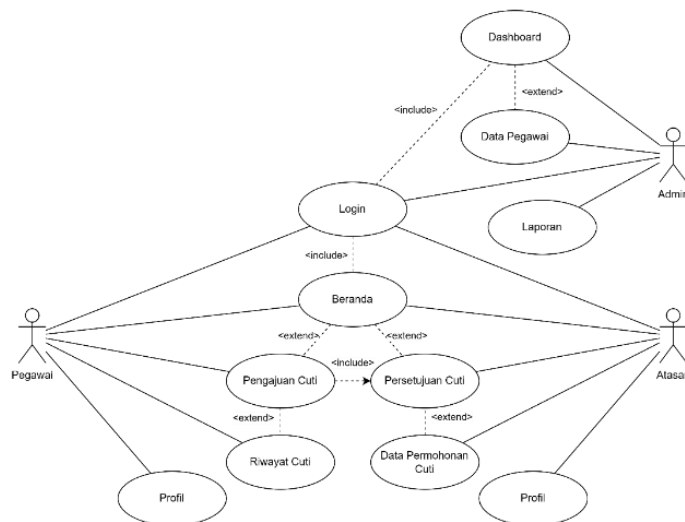 Dashboard
<include>
<extend>
Data Pegawai
Admin
Login
Laporan
<include>
Beranda
<extend>
<extend>
Pegawai
Pengajuan Cuti
<include>
Persetujuan Cuti
Atasan
<extend>
<extend>
Riwayat Cuti
Data Permohonan
Cuti
Profil
Profil